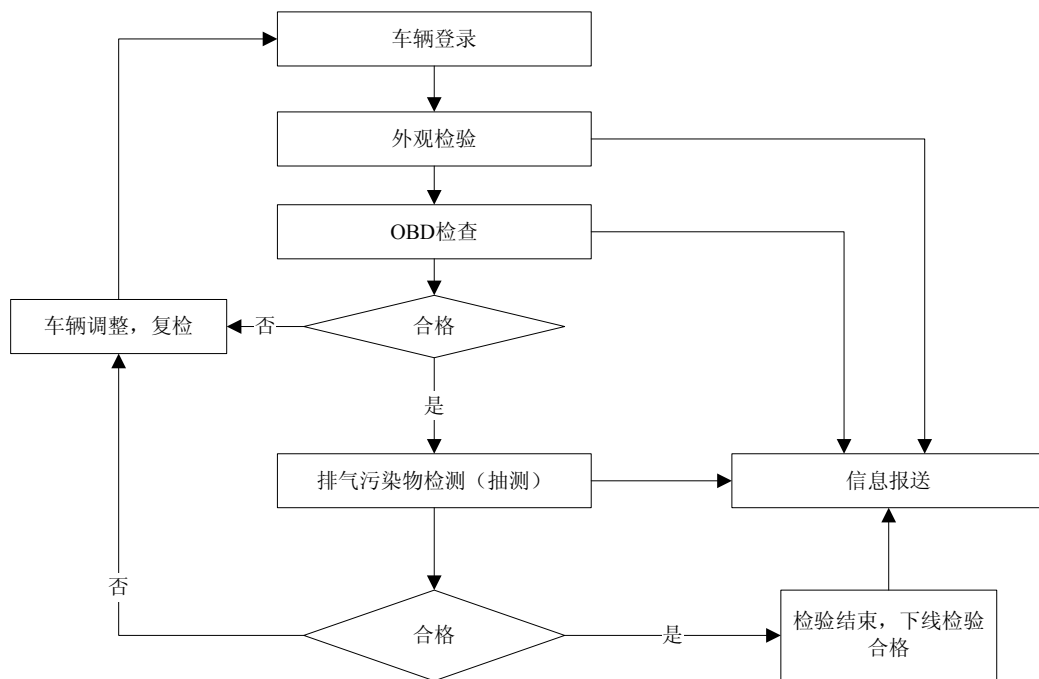 车辆登录
外观检验
OBD检查
车辆调整，复检
否
合格
是
排气污染物检测（抽测）
信息报送
否
合格
是
检验结束，下线检验
合格